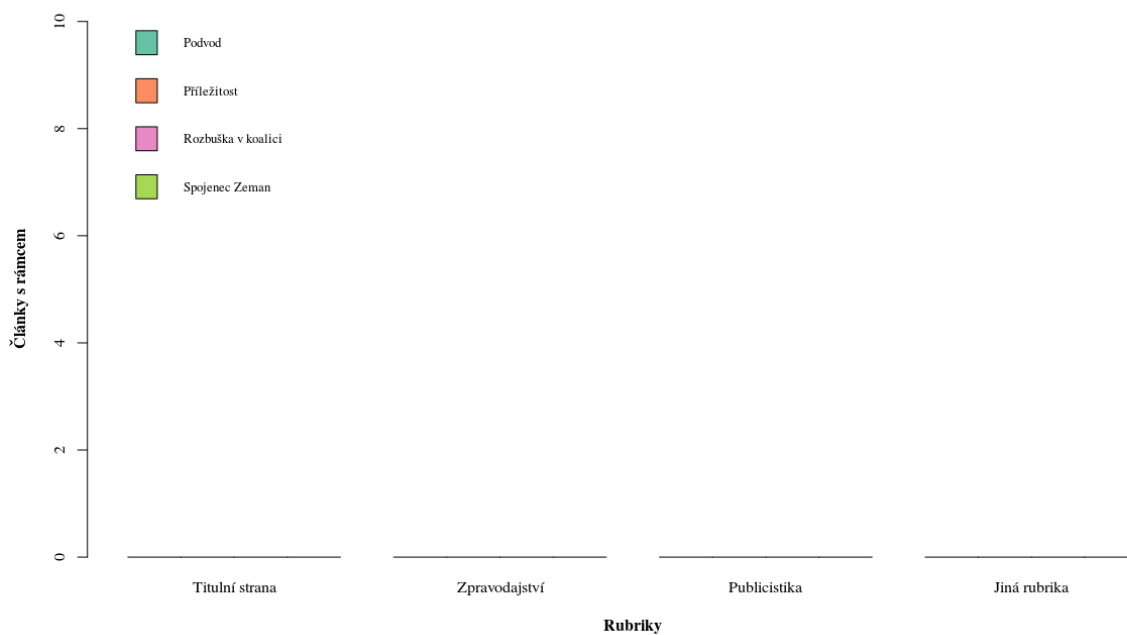 10
8
6
4
2
0
Články s rámcem
Podvod
Příležitost
Rozbuška v koalici
Spojenec Zeman
Titulní strana
Zpravodajství
Publicistika
Jiná rubrika
Rubriky